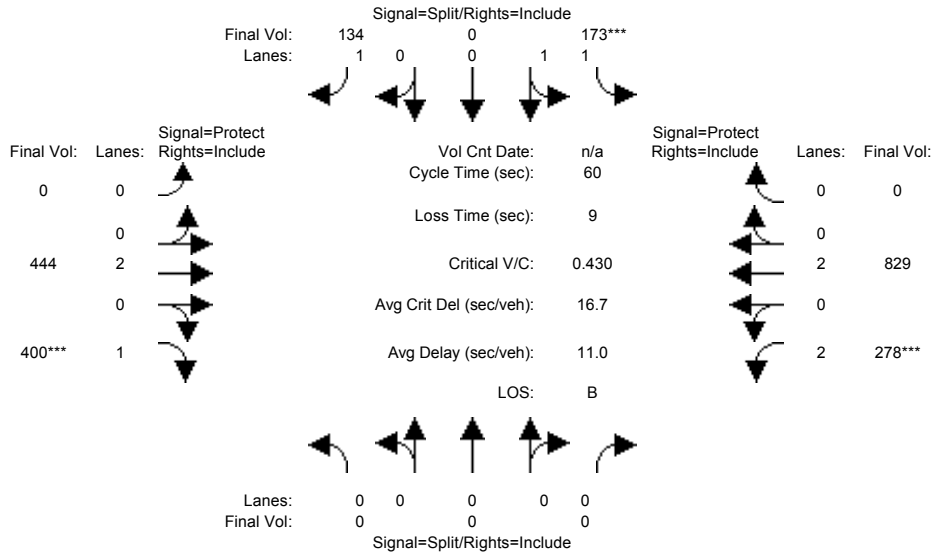 Signal=Split/Rights=Include
Final Vol: 134 0 173***
Lanes: 1 0 0 1 1
Signal=Protect Signal=Protect
Final Vol: Lanes: Rights=Include Vol Cnt Date: n/a Rights=Include Lanes: Final Vol:
Cycle Time (sec): 60
0 0 0 0
Loss Time (sec): 9
0 0
444 2 Critical V/C: 0.430 2 829
0 Avg Crit Del (sec/veh): 16.7 0
400*** 1 Avg Delay (sec/veh): 11.0 2 278***
LOS: B
Lanes: 0 0 0 0 0
Final Vol: 0 0 0
Signal=Split/Rights=Include